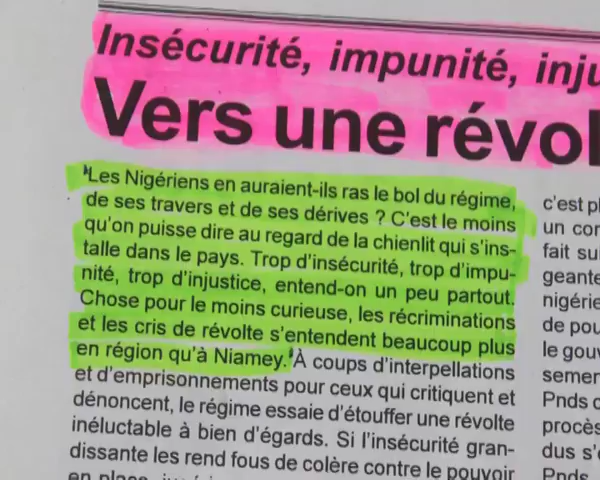 Insécurité, impunité, inju
Vers une révol
"Les Nigériens en auraient-ils ras le bol du régime,
de ses travers et de ses dérives ? C'est le moins
qu'on puisse dire au regard de la chienlit qui s'ins-
talle dans le pays. Trop d'insécurité, trop d'impu-
nité, trop d'injustice, entend-on un peu partout.
Chose pour le moins curieuse, les récriminations
et les cris de révolte s'entendent beaucoup plus
en région qu'à Niamey."À coups d'interpellations
et d'emprisonnements pour ceux qui critiquent et
dénoncent, le régime essaie d'étouffer une révolte
inéluctable à bien d'égards. Si l'insécurité gran-
dissante les rend fous de colère contre le pouvoir
en place,
c'est pl
un cor
fait su
geante
nigérie
de pou
le gouv
semen
Pnds c
procès
dus s'é
Pnds